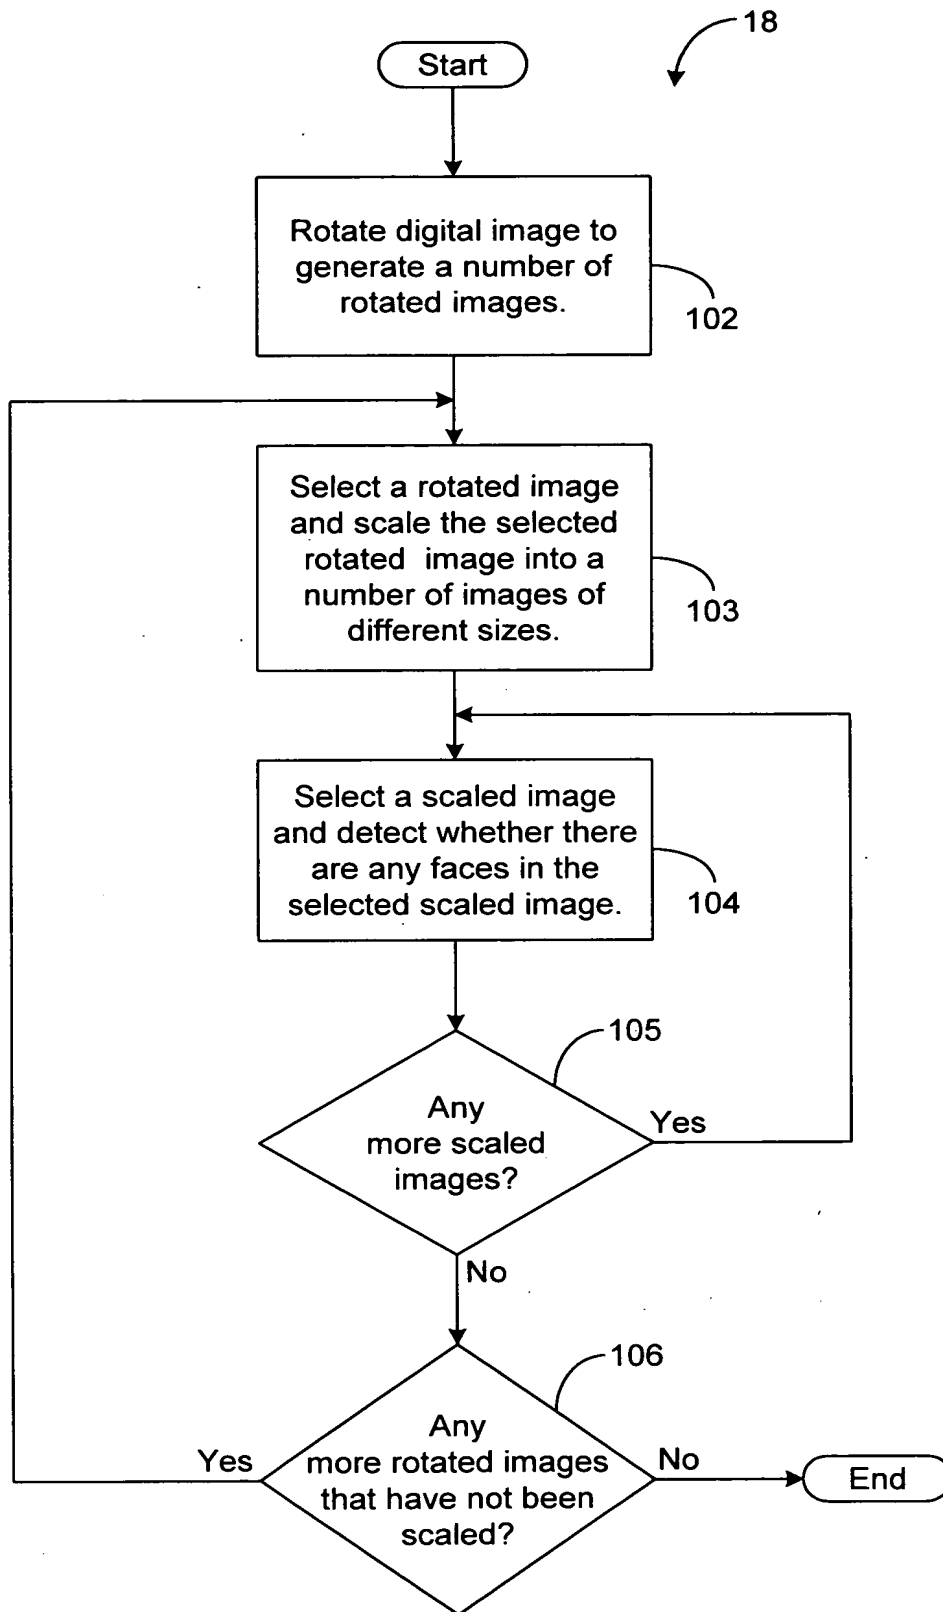 18
Start
Rotate digital image to
generate a number of
rotated images.
102
Select a rotated image
and scale the selected
rotated image into a
number of images of
different sizes.
103
Select a scaled image
and detect whether there
are any faces in the
selected scaled image.
104
105
Any
more scaled
images?
Yes
No
106
Any
more rotated images
that have not been
scaled?
Yes
No
End